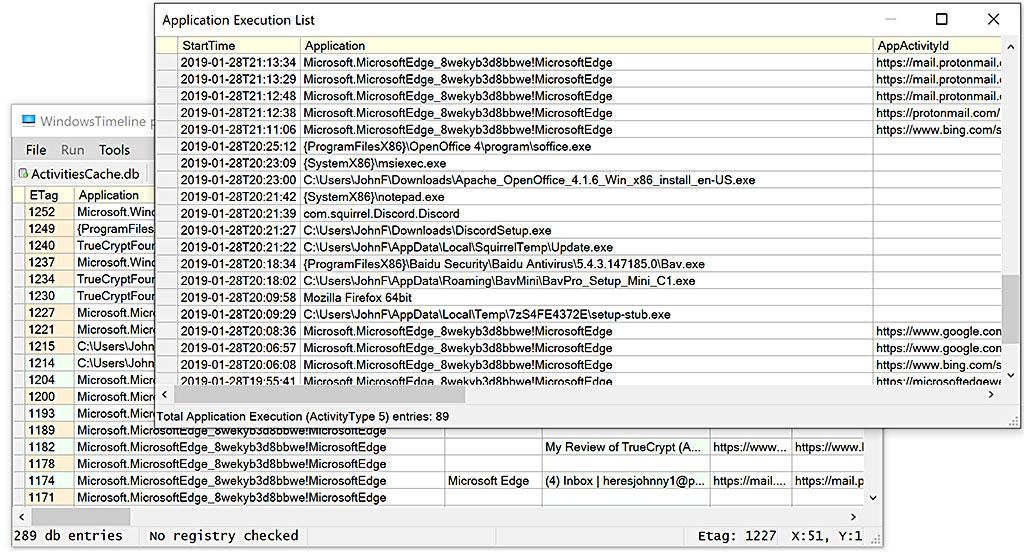 Application Execution List
StartTime Application AppActivityId
2019-01-28T21:13:34 Microsoft.MicrosoftEdge_8wekyb3d8bbwe!MicrosoftEdge https://mail.protonmail.
2019-01-28T21:13:29 Microsoft.MicrosoftEdge_8wekyb3d8bbwe!MicrosoftEdge https://mail.protonmail.
2019-01-28T21:12:48 Microsoft.MicrosoftEdge_8wekyb3d8bbwe!MicrosoftEdge https://mail.protonmail.
2019-01-28T21:12:38 Microsoft.MicrosoftEdge_8wekyb3d8bbwe!MicrosoftEdge https://protonmail.com/
2019-01-28T21:11:06 Microsoft.MicrosoftEdge_8wekyb3d8bbwe!MicrosoftEdge https://www.bing.com/s
2019-01-28T20:25:12 {ProgramFilesX86}\OpenOffice 4\program\soffice.exe
2019-01-28T20:23:09 {SystemX86}\msiexec.exe
2019-01-28T20:23:00 C:\Users\JohnF\Downloads\Apache_OpenOffice_4.1.6_Win_x86_install_en-US.exe
2019-01-28T20:21:42 {SystemX86}\notepad.exe
2019-01-28T20:21:39 com.squirrel.Discord.Discord
2019-01-28T20:21:27 C:\Users\JohnF\Downloads\DiscordSetup.exe
2019-01-28T20:21:22 C:\Users\JohnF\AppData\Local\SquirrelTemp\Update.exe
2019-01-28T20:18:34 {ProgramFilesX86}\Baidu Security\Baidu Antivirus\5.4.3.147185.0\Bav.exe
2019-01-28T20:18:02 C:\Users\JohnF\AppData\Roaming\BavMini\BavPro_Setup_Mini_C1.exe
2019-01-28T20:09:58 Mozilla Firefox 64bit
2019-01-28T20:09:29 C:\Users\JohnF\AppData\Local\Temp\7zS4FE4372E\setup-stub.exe
2019-01-28T20:08:36 Microsoft.MicrosoftEdge_8wekyb3d8bbwe!MicrosoftEdge https://www.google.con
2019-01-28T20:06:57 Microsoft.MicrosoftEdge_8wekyb3d8bbwe!MicrosoftEdge https://www.google.con
2019-01-28T20:06:08 Microsoft.MicrosoftEdge_8wekyb3d8bbwe!MicrosoftEdge https://www.bing.com/s
2019-01-28T19:55:41 Microsoft.MicrosoftEdge_8wekyb3d8bbwe!MicrosoftEdge https://microsoftedgewe
Total Application Execution (ActivityType 5) entries: 89
WindowsTimeline p
File Run Tools
ActivitiesCache.db
ETag Application
1252 Microsoft.Wind
1249 {ProgramFiles
1240 TrueCryptFour
1237 Microsoft.Wind
1234 TrueCryptFour
1230 TrueCryptFour
1227 Microsoft.Micr
1221 Microsoft.Micr
1215 C:\Users\John
1214 C:\Users\John
1204 Microsoft.Micr
1200 Microsoft.Micr
1193 Microsoft.Micr
1189 Microsoft.MicrosoftEdge_8wekyb3d8bbwe!MicrosoftEdge
1182 Microsoft.MicrosoftEdge_8wekyb3d8bbwe!MicrosoftEdge My Review of TrueCrypt (A... https://www... https://www.l
1178 Microsoft.MicrosoftEdge_8wekyb3d8bbwe!MicrosoftEdge
1174 Microsoft.MicrosoftEdge_8wekyb3d8bbwe!MicrosoftEdge Microsoft Edge (4) Inbox | heresjohnny1@p... https://mail.... https://mail.p
1171 Microsoft.MicrosoftEdge_8wekyb3d8bbwe!MicrosoftEdge
289 db entries No registry checked Etag: 1227 X:51, Y:1